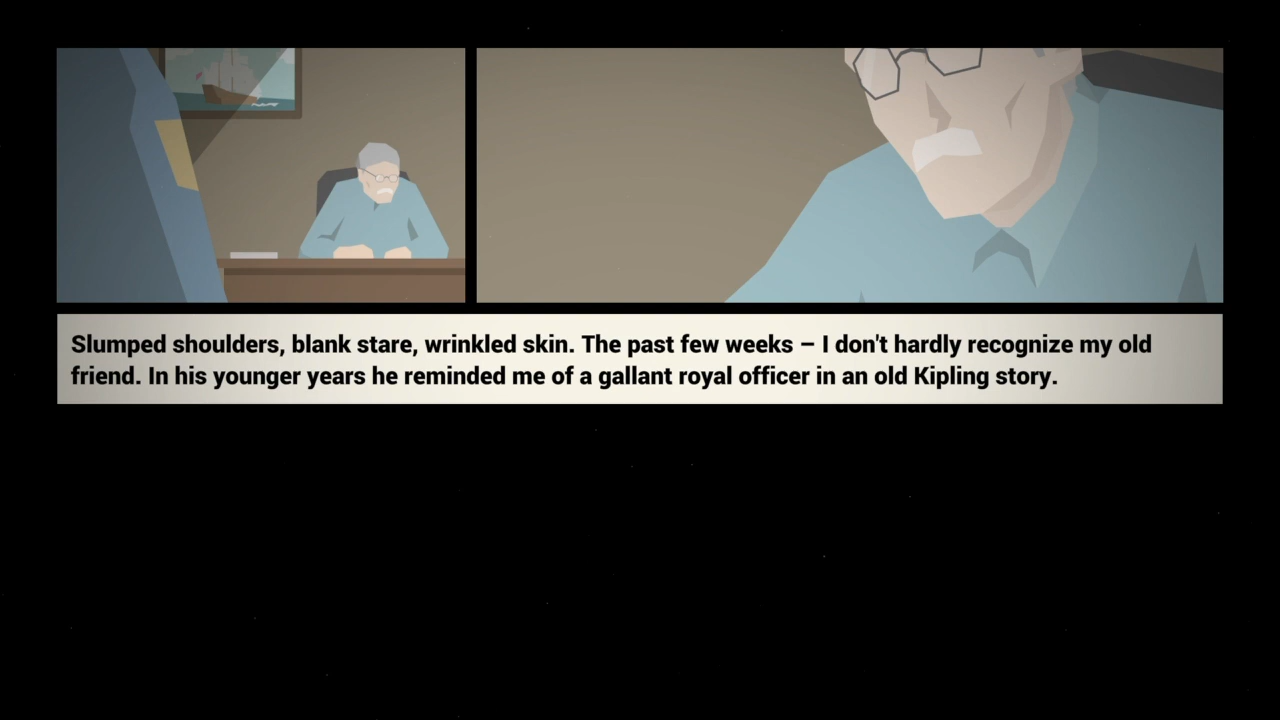 Slumped shoulders, blank stare, wrinkled skin. The past few weeks – I don't hardly recognize my old
friend. In his younger years he reminded me of a gallant royal officer in an old Kipling story.